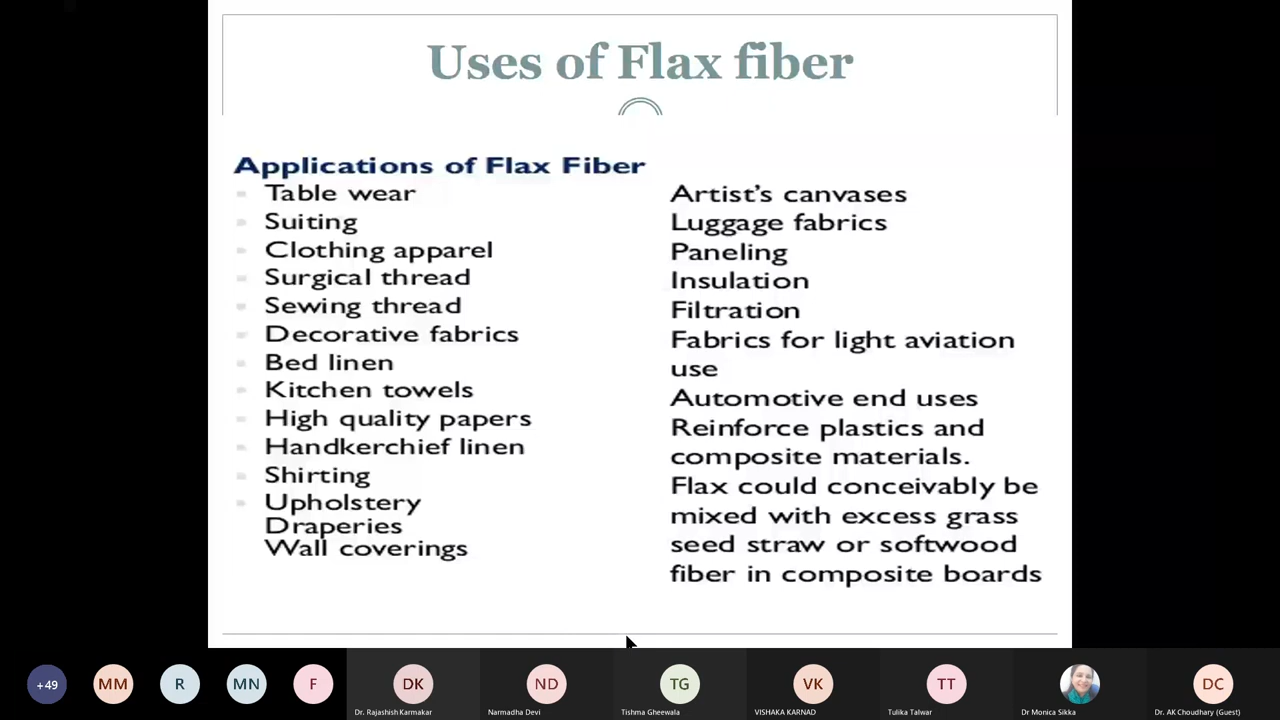 Uses of Flax fiber
Applications of Flax Fiber
Table wear
Suiting
Clothing apparel
Surgical thread
Sewing thread
Decorative fabrics
Bed linen
Kitchen towels
High quality papers
Handkerchief linen
Shirting
Upholstery
Draperies
Wall coverings
Artist's canvases
Luggage fabrics
Paneling
Insulation
Filtration
Fabrics for light aviation
use
Automotive end uses
Reinforce plastics and
composite materials.
Flax could conceivably be
mixed with excess grass
seed straw or softwood
fiber in composite boards
+49
MM
R
MN
F
DK
Dr. Rajashish Karmakar
ND
Narmadha Devi
TG
Tishma Gheewala
VK
VISHAKA KARNAD
TT
Tulika Talwar
Dr Monica Sikka
DC
Dr. AK Choudhary (Guest)